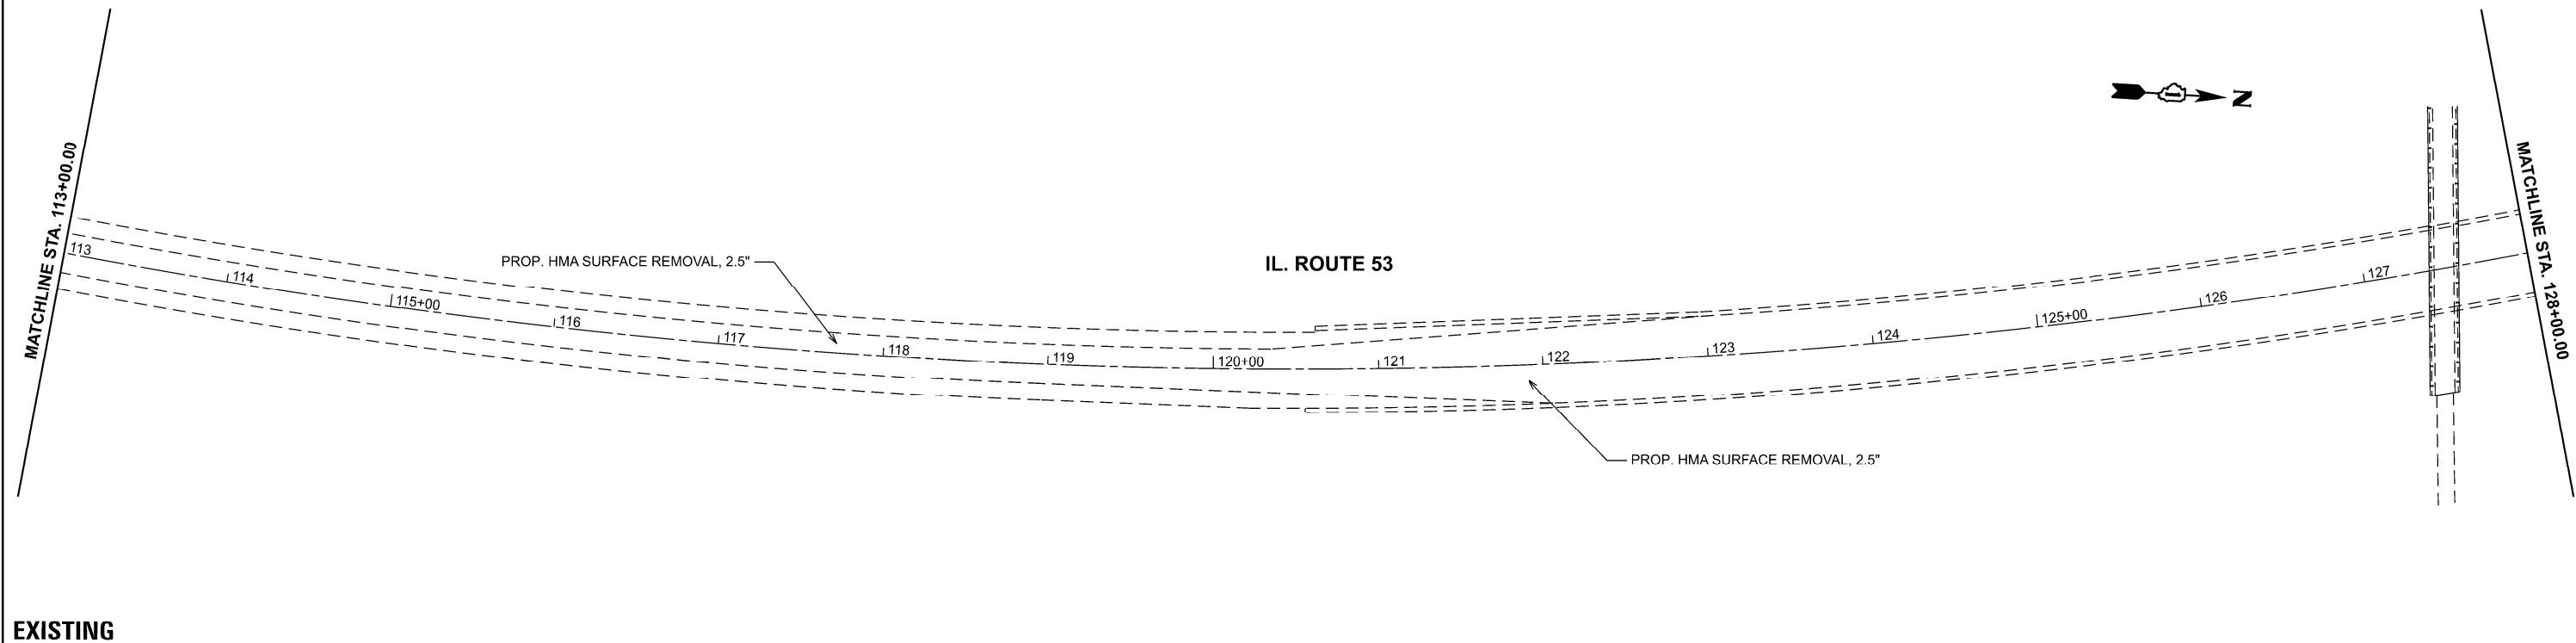 MATCHLINE STA. 113+00.00
113
114
115+00
116
117
118
119
120+00
121
122
123
124
125+00
126
127
PROP. HMA SURFACE REMOVAL, 2.5"
IL. ROUTE 53
PROP. HMA SURFACE REMOVAL, 2.5"
N
MATCHLINE STA. 128+00.00
EXISTING